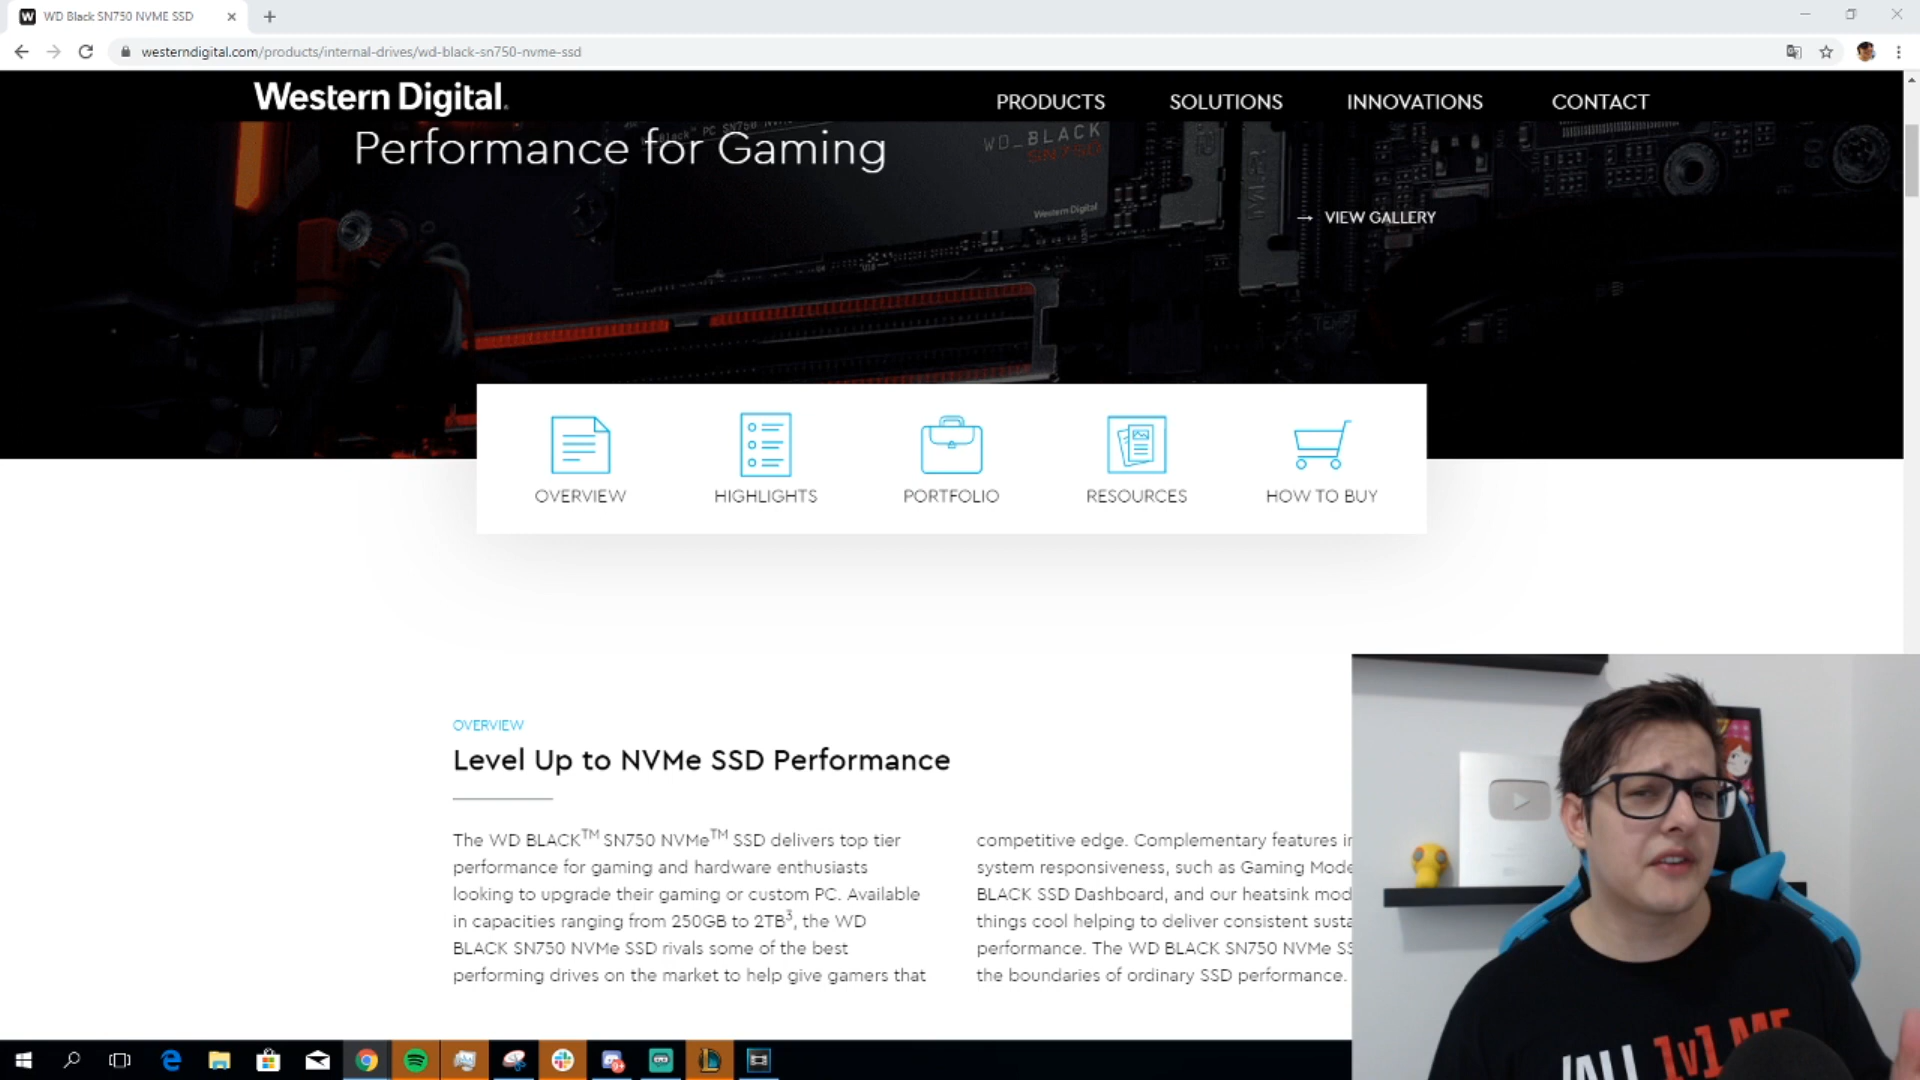 WD Black SN750 NVME SSD
westerndigital.com/products/internal-drives/wd-black-sn750-nvme-ssd
Western Digital.
PRODUCTS
SOLUTIONS
INNOVATIONS
CONTACT
Performance for Gaming
WD_BLACK
Western Digital
→ VIEW GALLERY
OVERVIEW
HIGHLIGHTS
PORTFOLIO
RESOURCES
HOW TO BUY
OVERVIEW
Level Up to NVMe SSD Performance
The WD BLACK™ SN750 NVMe™ SSD delivers top tier
performance for gaming and hardware enthusiasts
looking to upgrade their gaming or custom PC. Available
in capacities ranging from 250GB to 2TB³, the WD
BLACK SN750 NVMe SSD rivals some of the best
performing drives on the market to help give gamers that
competitive edge. Complementary features in
system responsiveness, such as Gaming Mode
BLACK SSD Dashboard, and our heatsink mod
things cool helping to deliver consistent susta
performance. The WD BLACK SN750 NVMe SS
the boundaries of ordinary SSD performance.
1v1 ME